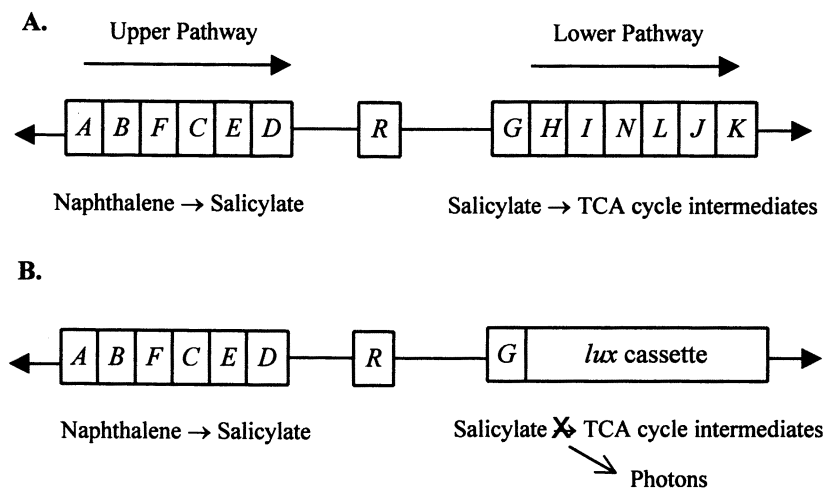 A.
Upper Pathway Lower Pathway
A B F C E D R G H I N L J K
Naphthalene → Salicylate Salicylate → TCA cycle intermediates
B.
A B F C E D R G lux cassette
Naphthalene → Salicylate Salicylate X→ TCA cycle intermediates
Photons